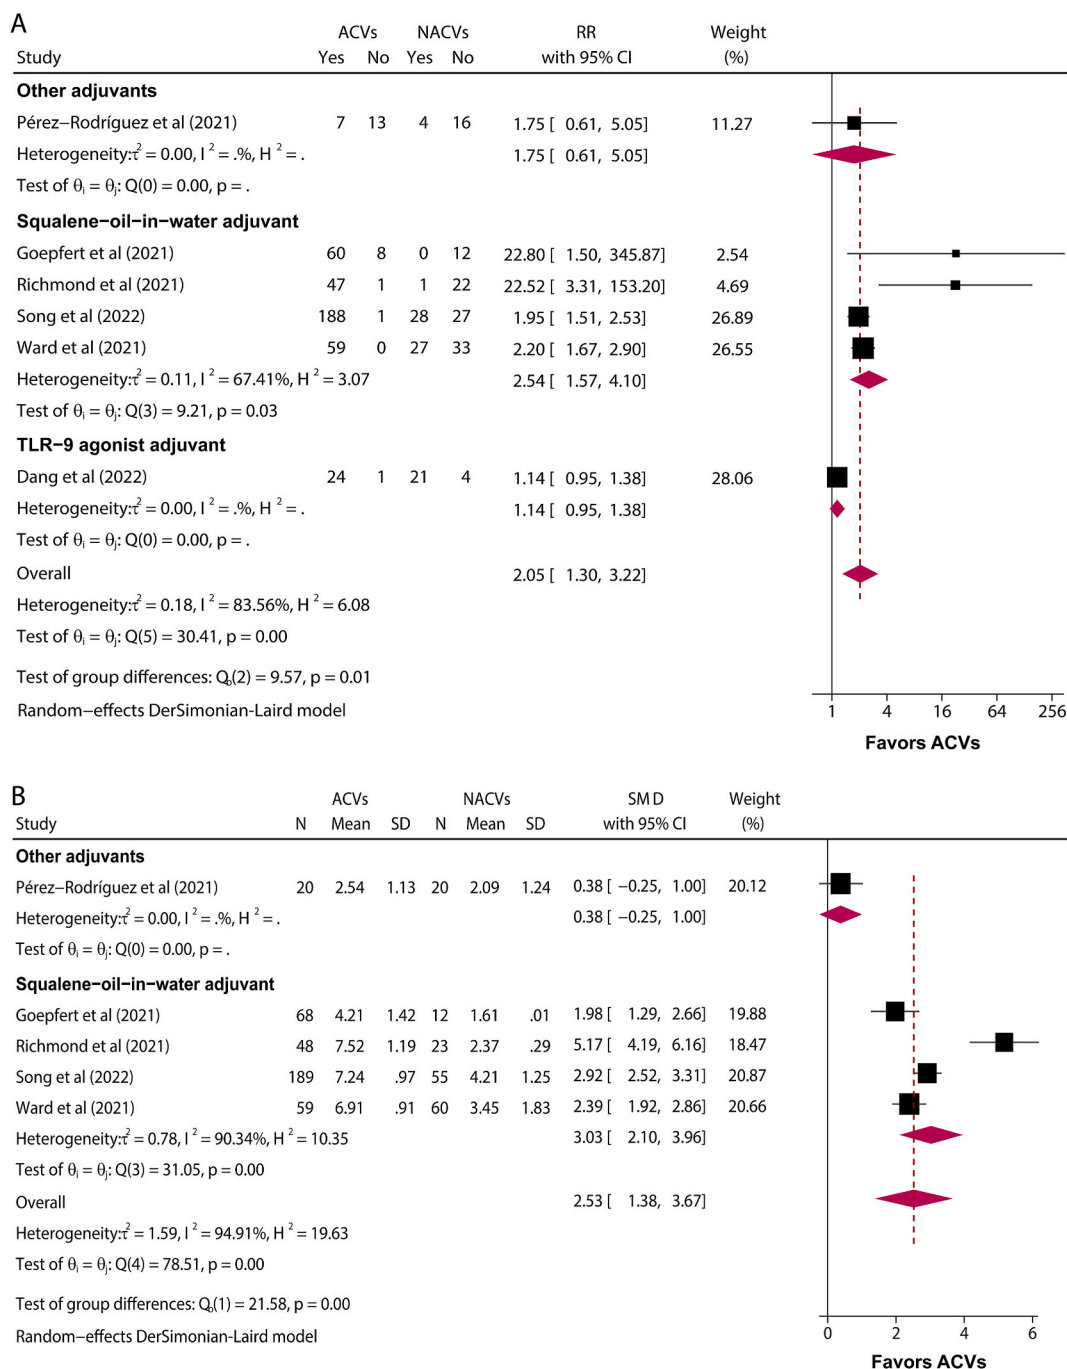 A
ACVs NACVs RR Weight
Study Yes No Yes No with 95% CI (%)
Other adjuvants
Pérez−Rodríguez et al (2021) 7 13 4 16 1.75 [ 0.61, 5.05] 11.27
Heterogeneity:τ² = 0.00, I² = .%, H² = . 1.75 [ 0.61, 5.05]
Test of θi = θj: Q(0) = 0.00, p = .
Squalene−oil−in−water adjuvant
Goepfert et al (2021) 60 8 0 12 22.80 [ 1.50, 345.87] 2.54
Richmond et al (2021) 47 1 1 22 22.52 [ 3.31, 153.20] 4.69
Song et al (2022) 188 1 28 27 1.95 [ 1.51, 2.53] 26.89
Ward et al (2021) 59 0 27 33 2.20 [ 1.67, 2.90] 26.55
Heterogeneity:τ² = 0.11, I² = 67.41%, H² = 3.07 2.54 [ 1.57, 4.10]
Test of θi = θj: Q(3) = 9.21, p = 0.03
TLR−9 agonist adjuvant
Dang et al (2022) 24 1 21 4 1.14 [ 0.95, 1.38] 28.06
Heterogeneity:τ² = 0.00, I² = .%, H² = . 1.14 [ 0.95, 1.38]
Test of θi = θj: Q(0) = 0.00, p = .
Overall 2.05 [ 1.30, 3.22]
Heterogeneity:τ² = 0.18, I² = 83.56%, H² = 6.08
Test of θi = θj: Q(5) = 30.41, p = 0.00
Test of group differences: Qb(2) = 9.57, p = 0.01
Random−effects DerSimonian-Laird model
1 4 16 64 256
Favors ACVs
B
ACVs NACVs SMD Weight
Study N Mean SD N Mean SD with 95% CI (%)
Other adjuvants
Pérez−Rodríguez et al (2021) 20 2.54 1.13 20 2.09 1.24 0.38 [ −0.25, 1.00] 20.12
Heterogeneity:τ² = 0.00, I² = .%, H² = . 0.38 [ −0.25, 1.00]
Test of θi = θj: Q(0) = 0.00, p = .
Squalene−oil−in−water adjuvant
Goepfert et al (2021) 68 4.21 1.42 12 1.61 .01 1.98 [ 1.29, 2.66] 19.88
Richmond et al (2021) 48 7.52 1.19 23 2.37 .29 5.17 [ 4.19, 6.16] 18.47
Song et al (2022) 189 7.24 .97 55 4.21 1.25 2.92 [ 2.52, 3.31] 20.87
Ward et al (2021) 59 6.91 .91 60 3.45 1.83 2.39 [ 1.92, 2.86] 20.66
Heterogeneity:τ² = 0.78, I² = 90.34%, H² = 10.35 3.03 [ 2.10, 3.96]
Test of θi = θj: Q(3) = 31.05, p = 0.00
Overall 2.53 [ 1.38, 3.67]
Heterogeneity:τ² = 1.59, I² = 94.91%, H² = 19.63
Test of θi = θj: Q(4) = 78.51, p = 0.00
Test of group differences: Qb(1) = 21.58, p = 0.00
Random−effects DerSimonian-Laird model
0 2 4 6
Favors ACVs